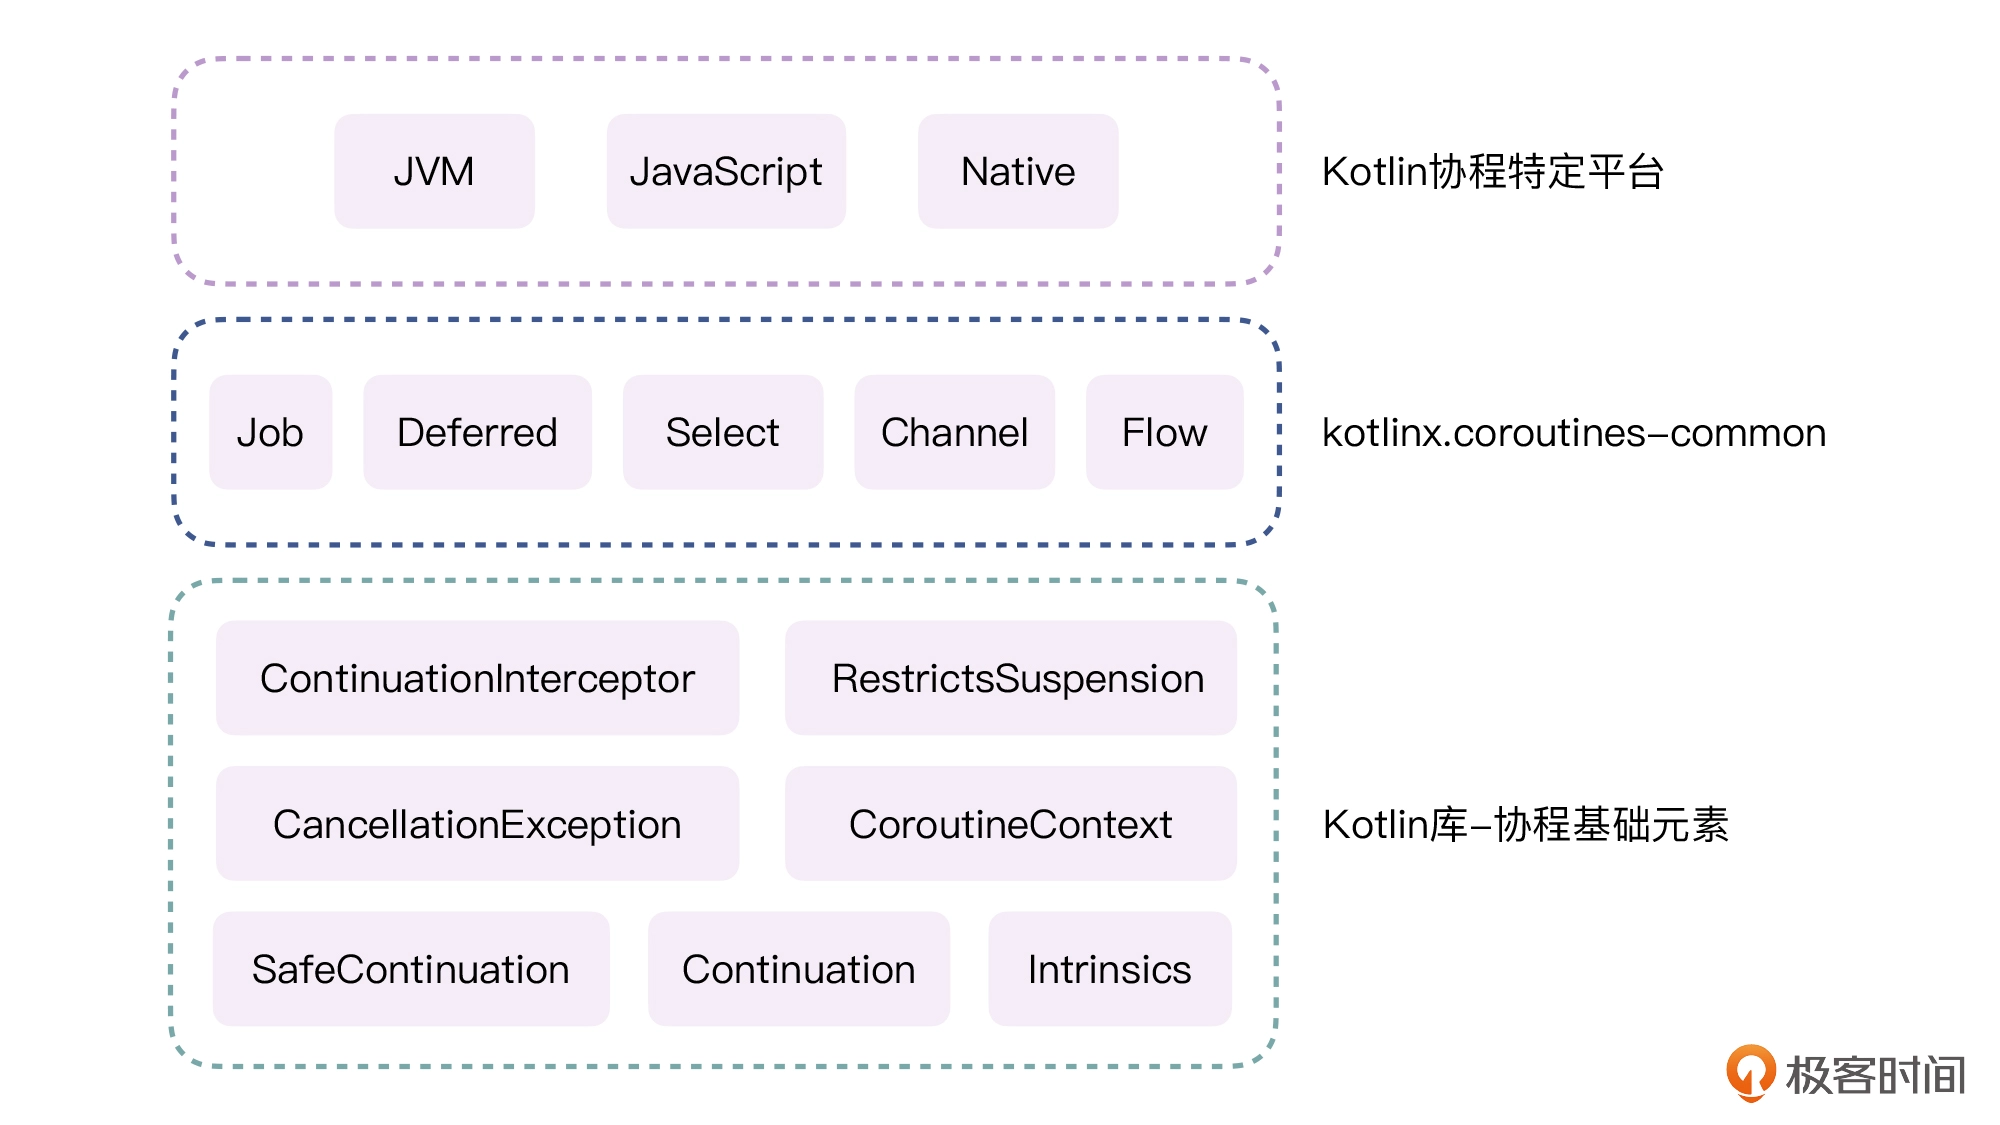 JVM JavaScript Native Kotlin协程特定平台
Job Deferred Select Channel Flow kotlinx.coroutines-common
ContinuationInterceptor RestrictsSuspension
CancellationException CoroutineContext Kotlin库-协程基础元素
SafeContinuation Continuation Intrinsics
极客时间